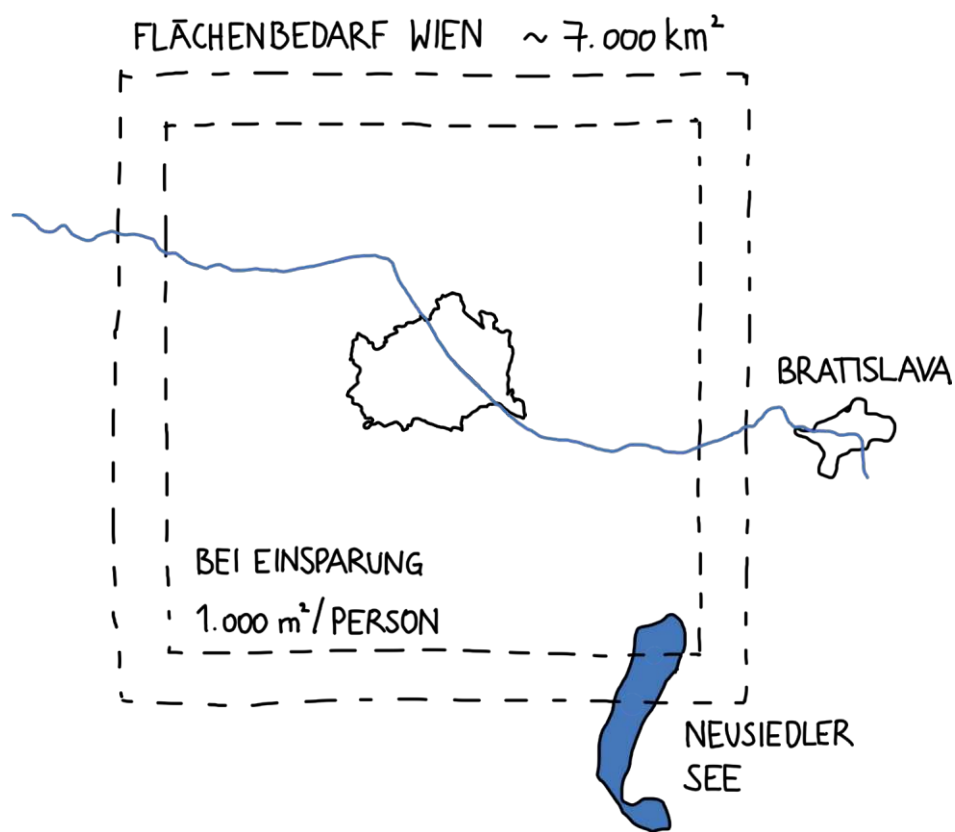 FLÄCHENBEDARF WIEN ~ 7.000 km²
BRATISLAVA
BEI EINSPARUNG
1.000 m²/PERSON
NEUSIEDLER
SEE